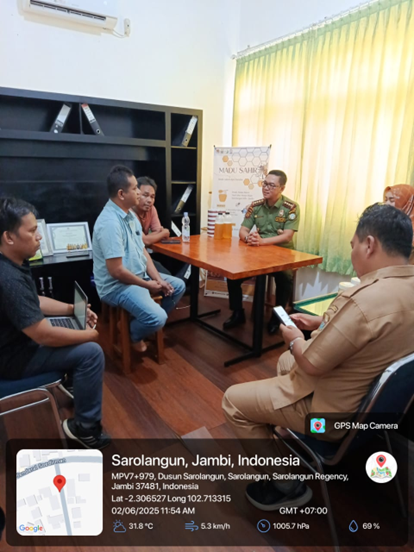 MADU SAHIRA
GPS Map Camera
Sarolangun, Jambi, Indonesia
MPV7+979, Dusun Sarolangun, Sarolangun, Sarolangun Regency,
Jambi 37481, Indonesia
Lat -2.306527 Long 102.713315
02/06/2025 11:54 AM
GMT +07:00
31.8 °C
5.3 km/h
1005.7 hPa
69 %
Google